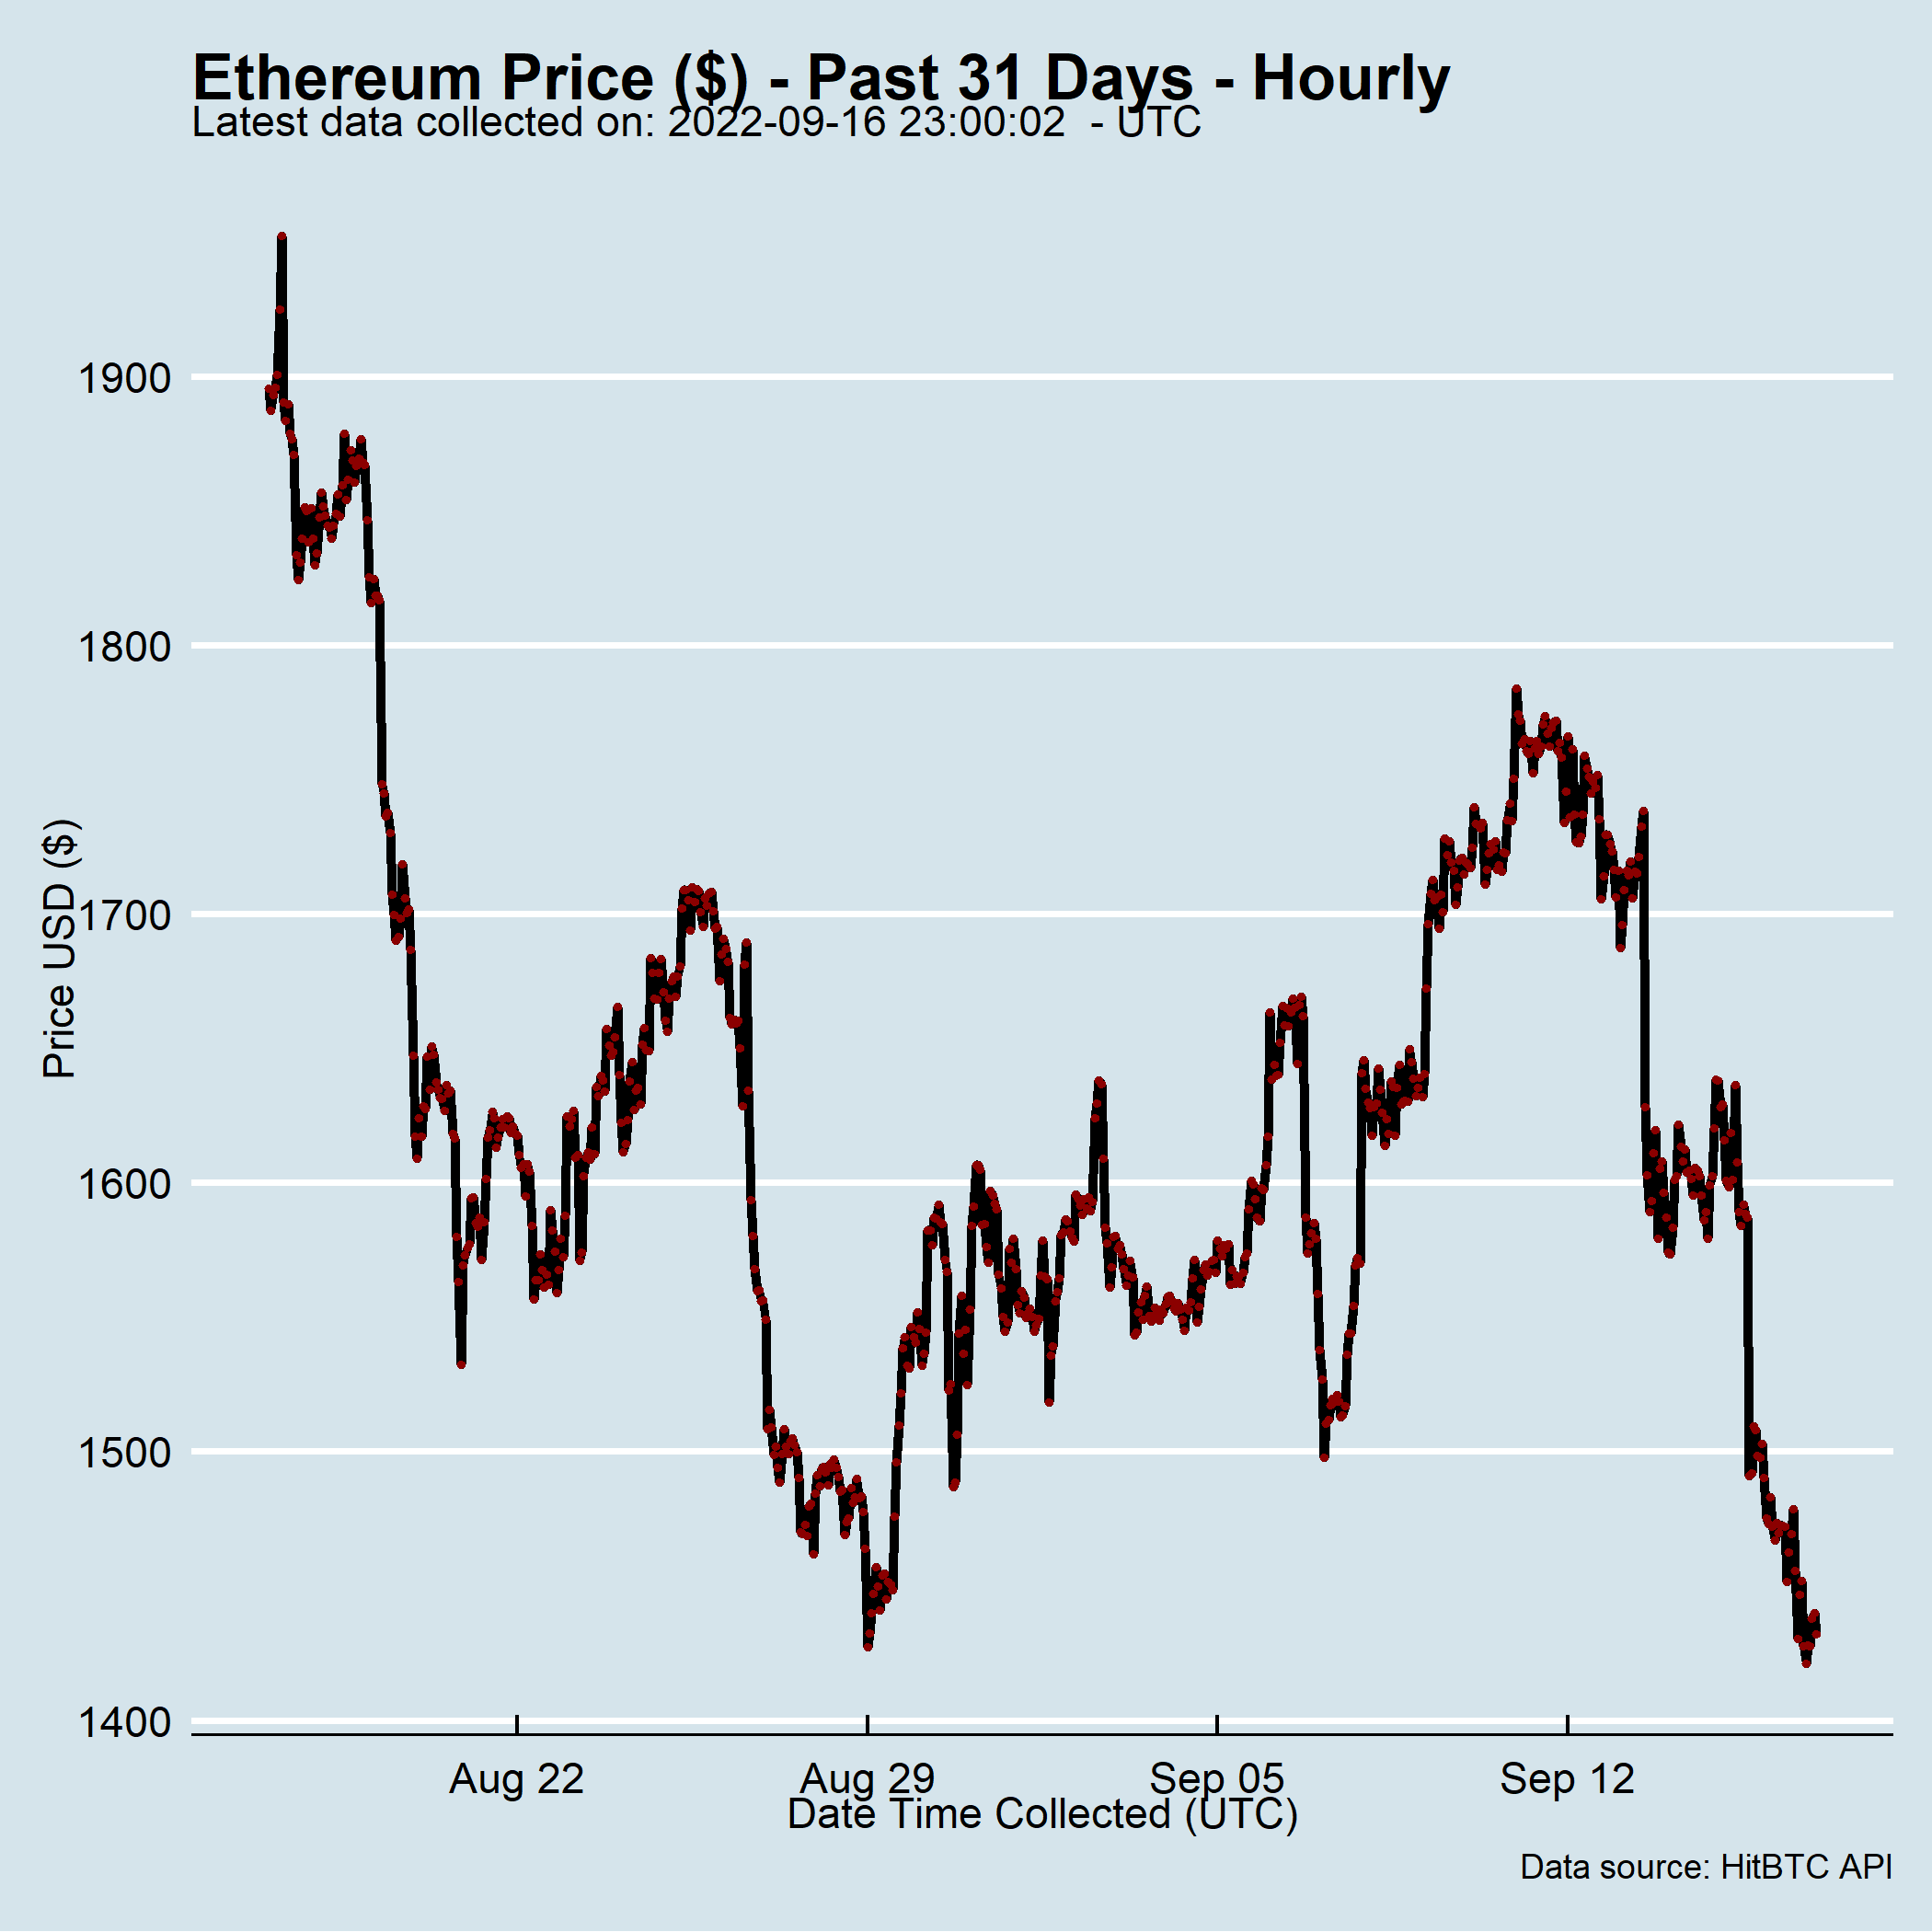 Ethereum Price ($) - Past 31 Days - Hourly
Latest data collected on: 2022-09-16 23:00:02  - UTC
Price USD ($)
1900
1800
1700
1600
1500
1400
Aug 22
Aug 29
Sep 05
Sep 12
Date Time Collected (UTC)
Data source: HitBTC API